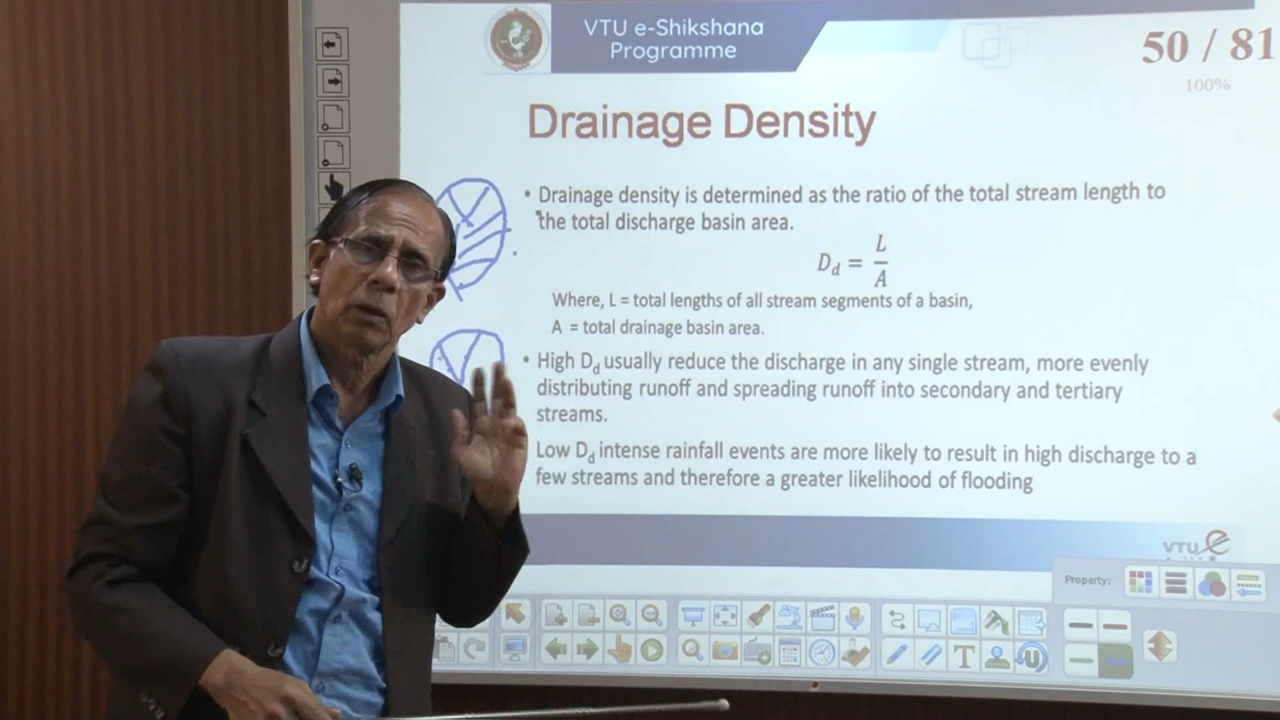 VTU e-Shikshana
Programme
50 / 81
100%
Drainage Density
• Drainage density is determined as the ratio of the total stream length to
the total discharge basin area.
D_d = L/A
Where, L = total lengths of all stream segments of a basin,
A = total drainage basin area.
• High D_d usually reduce the discharge in any single stream, more evenly
distributing runoff and spreading runoff into secondary and tertiary
streams.
Low D_d intense rainfall events are more likely to result in high discharge to a
few streams and therefore a greater likelihood of flooding
VTU e
Property:
T